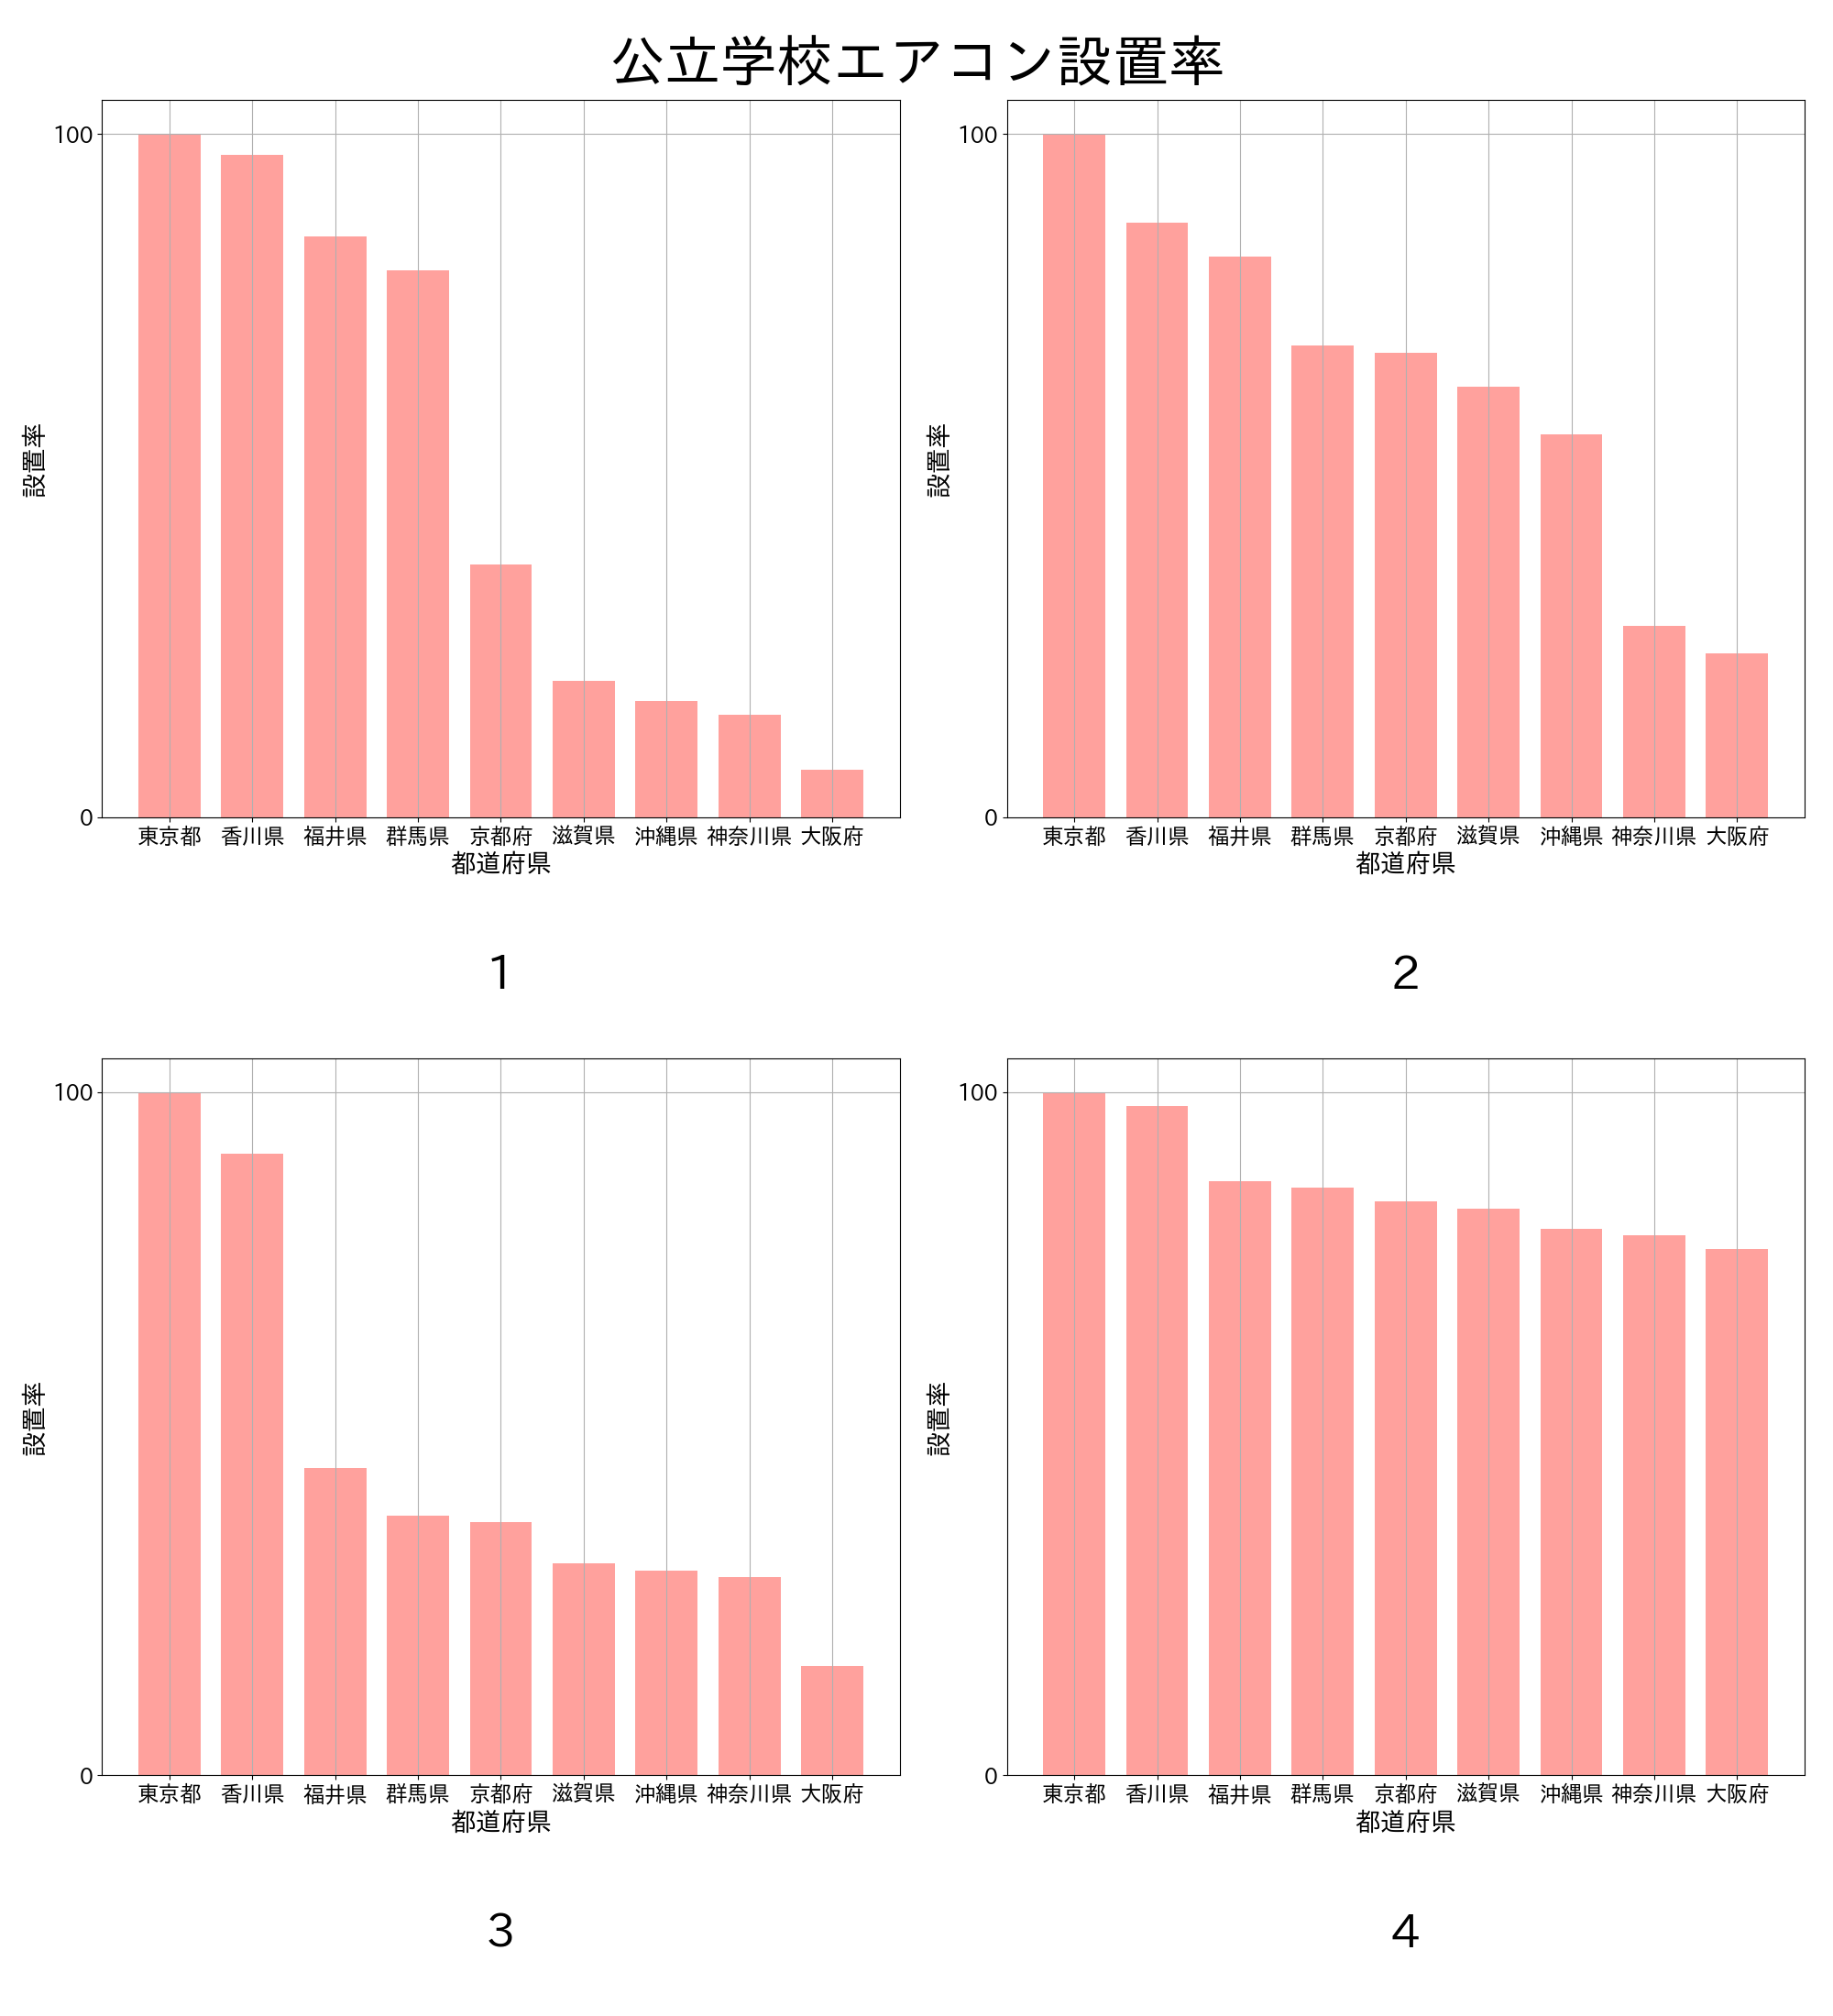 公立学校エアコン設置率
100
設置率
0
東京都 香川県 福井県 群馬県 京都府 滋賀県 沖縄県 神奈川県 大阪府
都道府県
1
100
設置率
0
東京都 香川県 福井県 群馬県 京都府 滋賀県 沖縄県 神奈川県 大阪府
都道府県
2
100
設置率
0
東京都 香川県 福井県 群馬県 京都府 滋賀県 沖縄県 神奈川県 大阪府
都道府県
3
100
設置率
0
東京都 香川県 福井県 群馬県 京都府 滋賀県 沖縄県 神奈川県 大阪府
都道府県
4